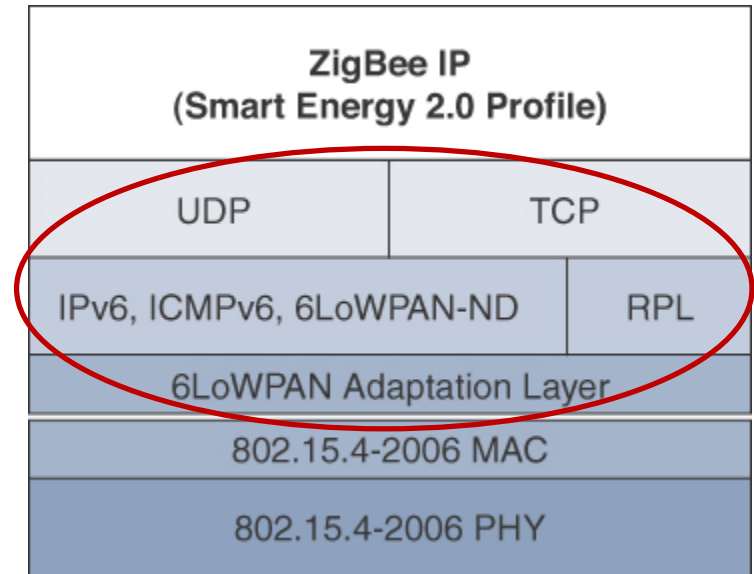 ZigBee IP
(Smart Energy 2.0 Profile)
UDP
TCP
IPv6, ICMPv6, 6LoWPAN-ND
RPL
6LoWPAN Adaptation Layer
802.15.4-2006 MAC
802.15.4-2006 PHY